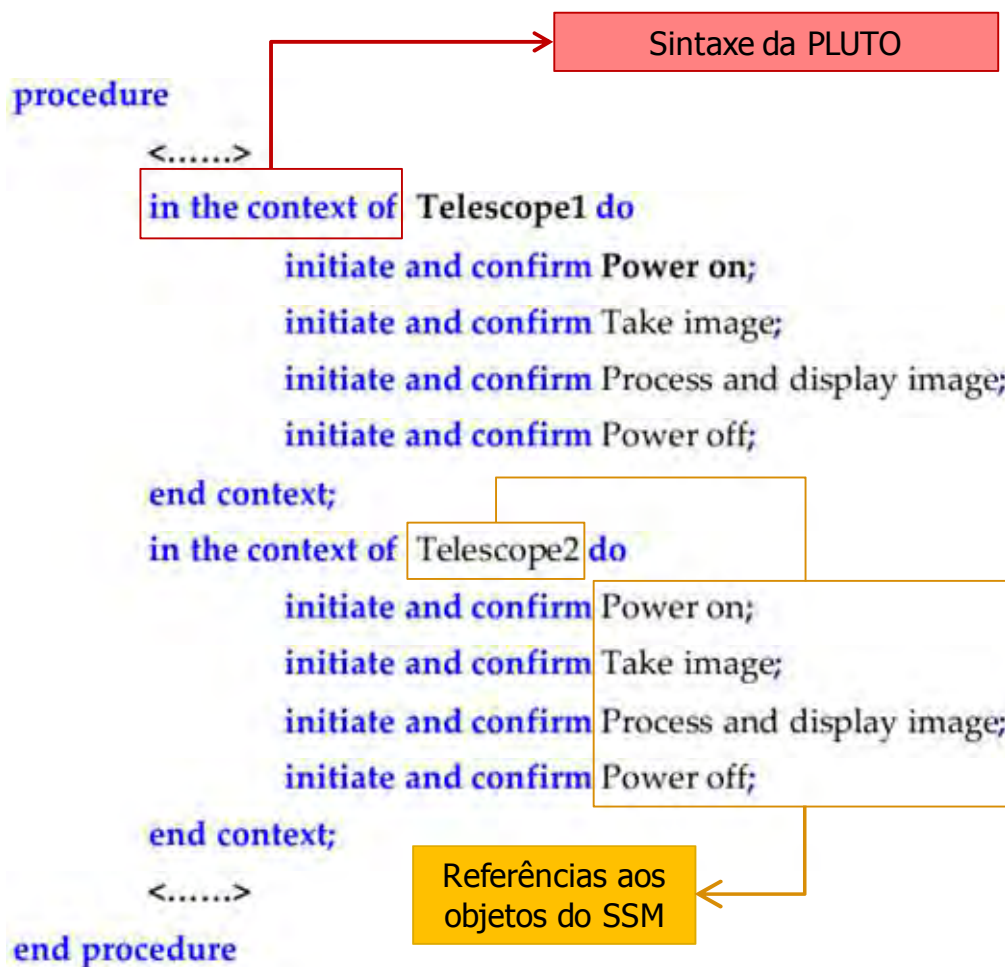 Sintaxe da PLUTO
procedure
<......>
in the context of Telescope1 do
initiate and confirm Power on;
initiate and confirm Take image;
initiate and confirm Process and display image;
initiate and confirm Power off;
end context;
in the context of Telescope2 do
initiate and confirm Power on;
initiate and confirm Take image;
initiate and confirm Process and display image;
initiate and confirm Power off;
end context;
<......>
end procedure
Referências aos
objetos do SSM